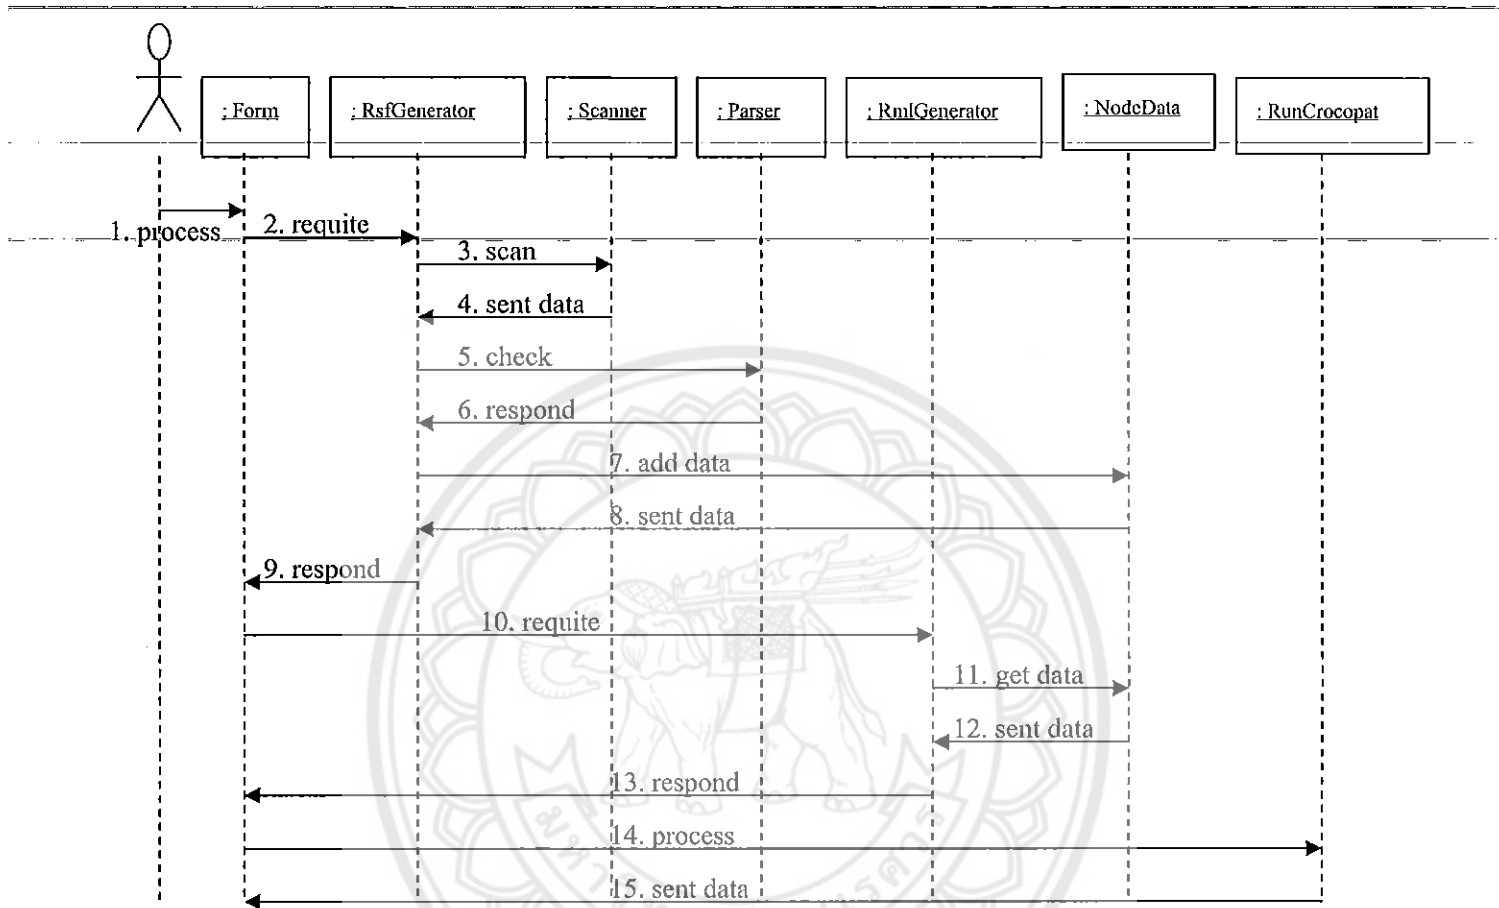 : Form
: RsfGenerator
: Scanner
: Parser
: RmlGenerator
: NodeData
: RunCrocopat
1. process
2. requite
3. scan
4. sent data
5. check
6. respond
7. add data
8. sent data
9. respond
10. requite
11. get data
12. sent data
13. respond
14. process
15. sent data